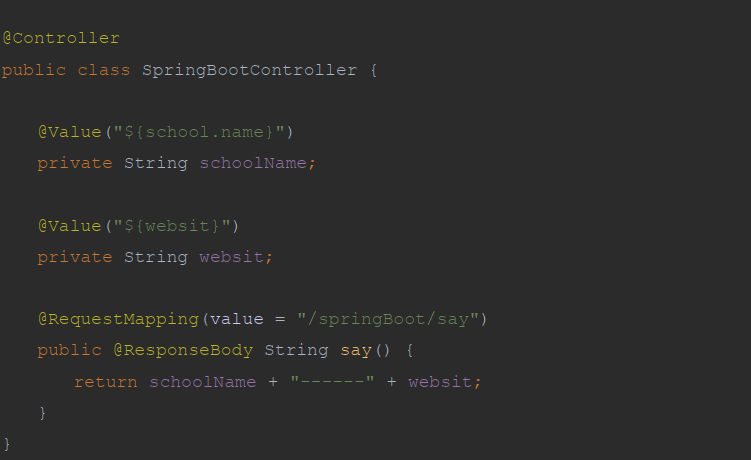 @Controller
public class SpringBootController {
@Value("${school.name}")
private String schoolName;
@Value("${websit}")
private String websit;
@RequestMapping(value = "/springBoot/say")
public @ResponseBody String say() {
return schoolName + "------" + websit;
}
}